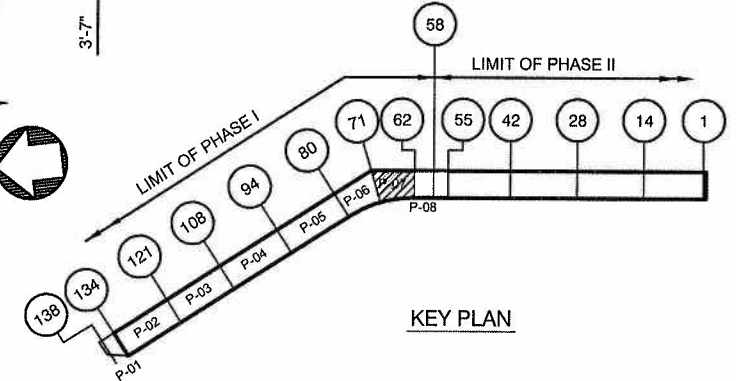 3'-7"
58
LIMIT OF PHASE II
LIMIT OF PHASE I
71
62
55
42
28
14
1
80
94
108
121
134
138
P-07
P-06
P-08
P-05
P-04
P-03
P-02
P-01
KEY PLAN